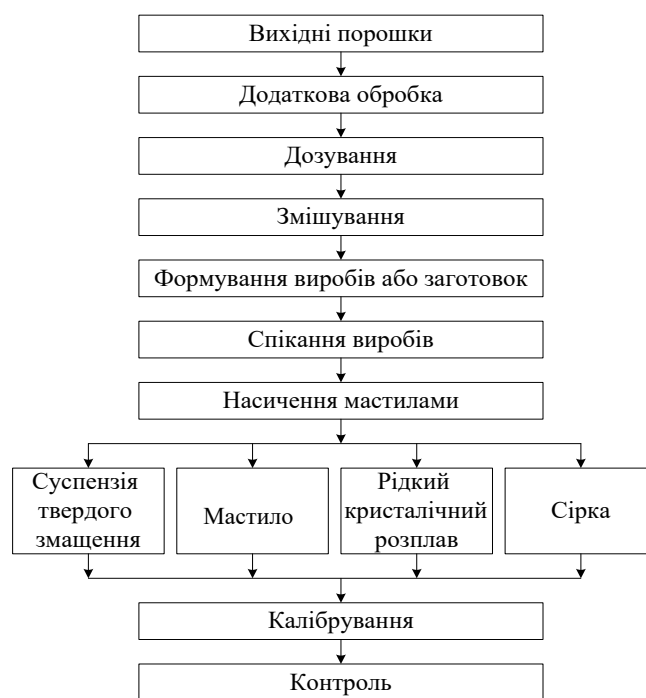 Вихідні порошки
Додаткова обробка
Дозування
Змішування
Формування виробів або заготовок
Спікання виробів
Насичення мастилами
Суспензія
твердого
змащення
Мастило
Рідкий
кристалічний
розплав
Сірка
Калібрування
Контроль